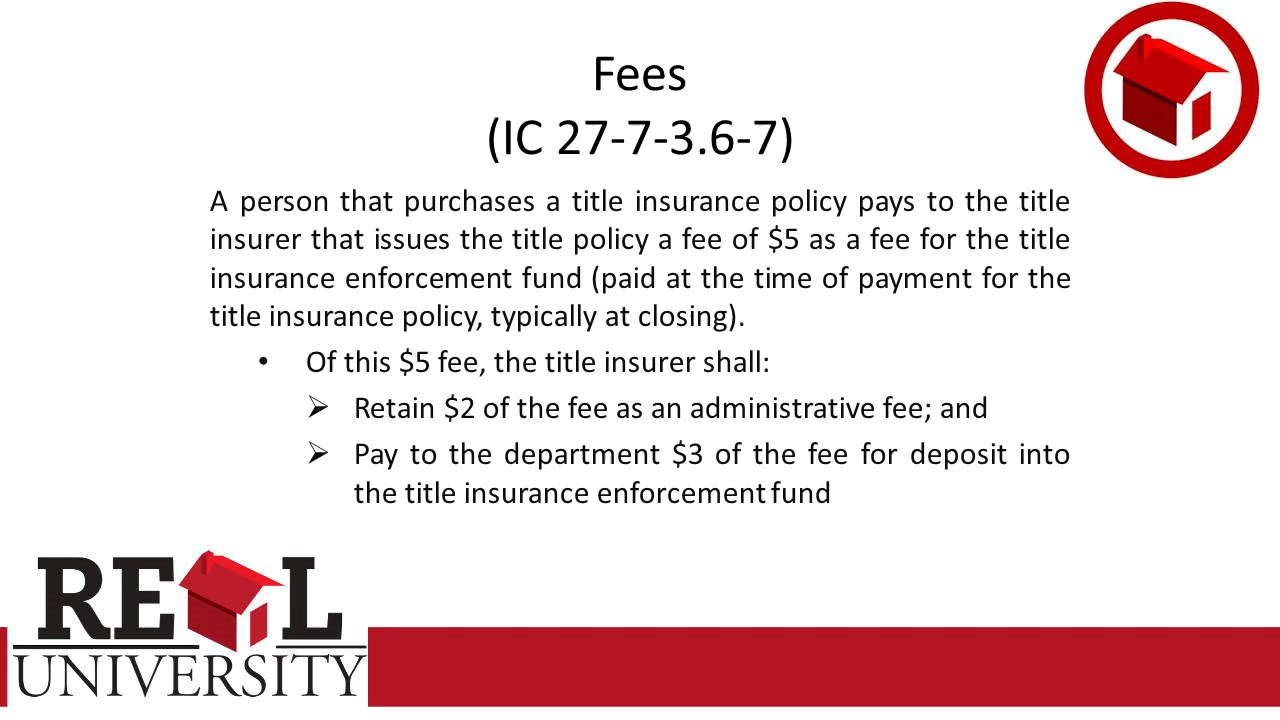 Fees
(IC 27-7-3.6-7)
A person that purchases a title insurance policy pays to the title
insurer that issues the title policy a fee of $5 as a fee for the title
insurance enforcement fund (paid at the time of payment for the
title insurance policy, typically at closing).
• Of this $5 fee, the title insurer shall:
➢ Retain $2 of the fee as an administrative fee; and
➢ Pay to the department $3 of the fee for deposit into
the title insurance enforcement fund
REAL
UNIVERSITY